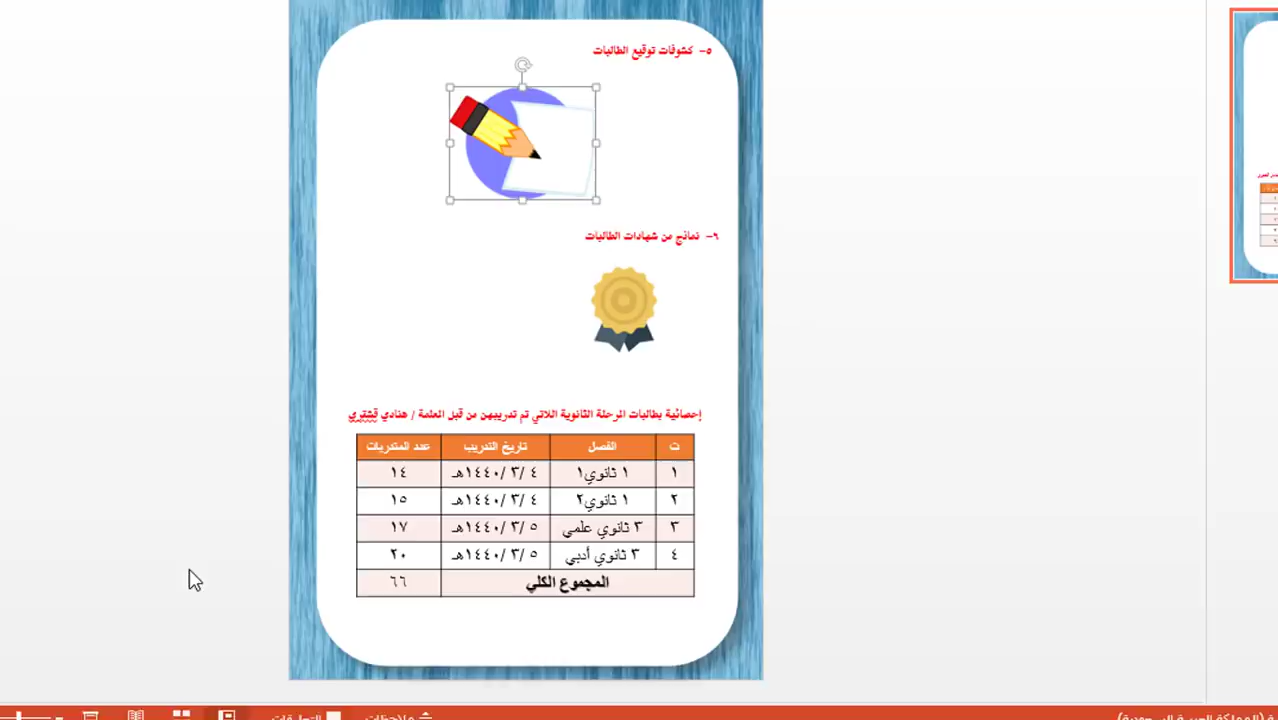 ٥- كشوفات توقيع الطالبات
٦- نماذج من شهادات الطالبات
إحصائية بطالبات المرحلة الثانوية اللاتي تم تدريبهن من قبل المعلمة / هنادي قشقري
ت الفصل تاريخ التدريب عدد المتدربات
١ ١ ثانوي١ ٤ /٣ /١٤٤٠هـ ١٤
٢ ١ ثانوي٢ ٤ /٣ /١٤٤٠هـ ١٥
٣ ٣ ثانوي علمي ٥ /٣ /١٤٤٠هـ ١٧
٤ ٣ ثانوي أدبي ٥ /٣ /١٤٤٠هـ ٢٠
المجموع الكلي ٦٦